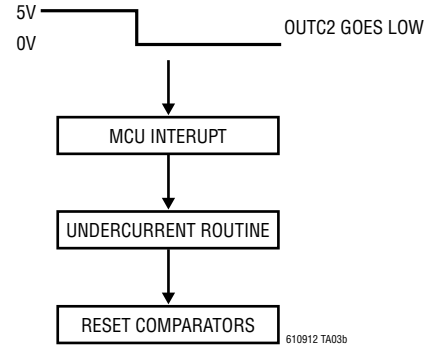 5V
0V
OUTC2 GOES LOW
MCU INTERUPT
UNDERCURRENT ROUTINE
RESET COMPARATORS
610912 TA03b